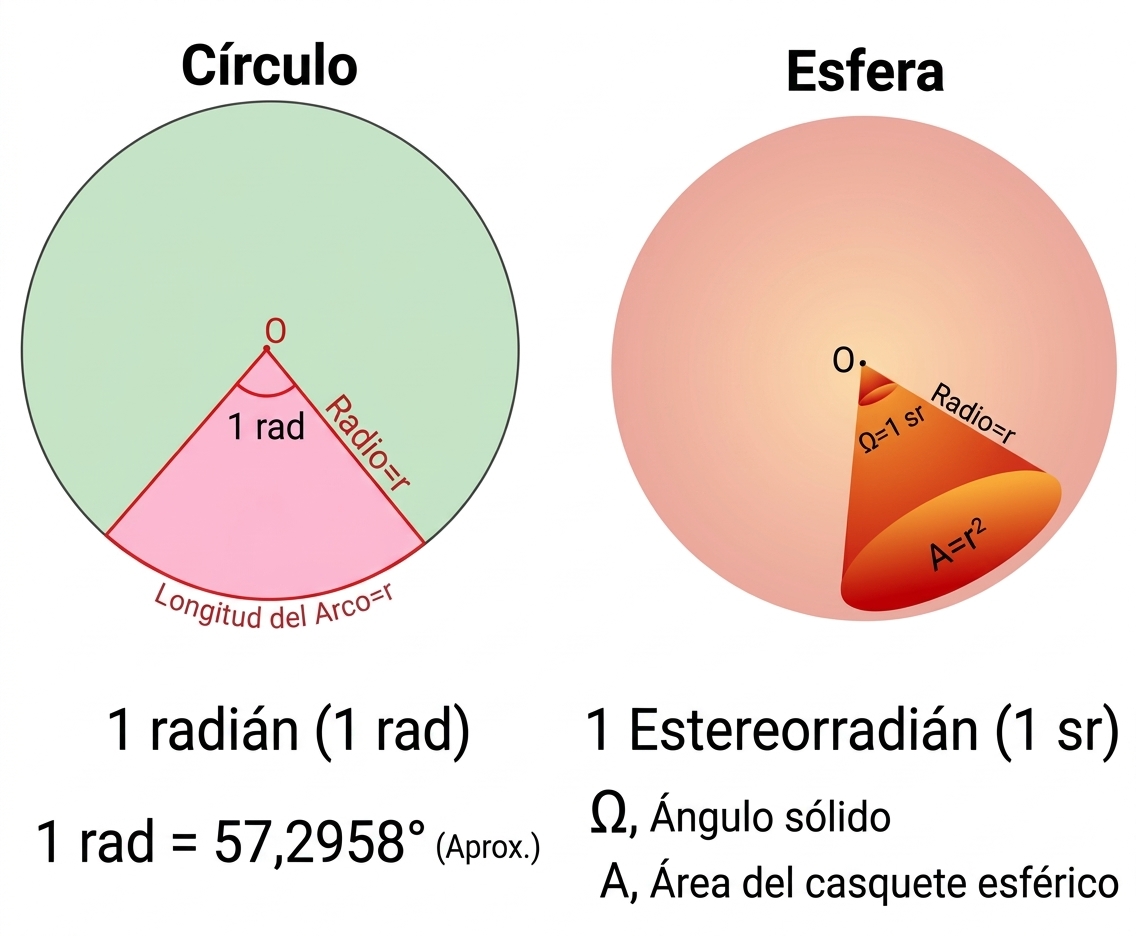 Círculo
O
1 rad
Radio=r
Longitud del Arco=r
1 radián (1 rad)
1 rad = 57,2958° (Aprox.)
Esfera
O
Ω=1 sr
Radio=r
A=r²
1 Estereorradián (1 sr)
Ω, Ángulo sólido
A, Área del casquete esférico